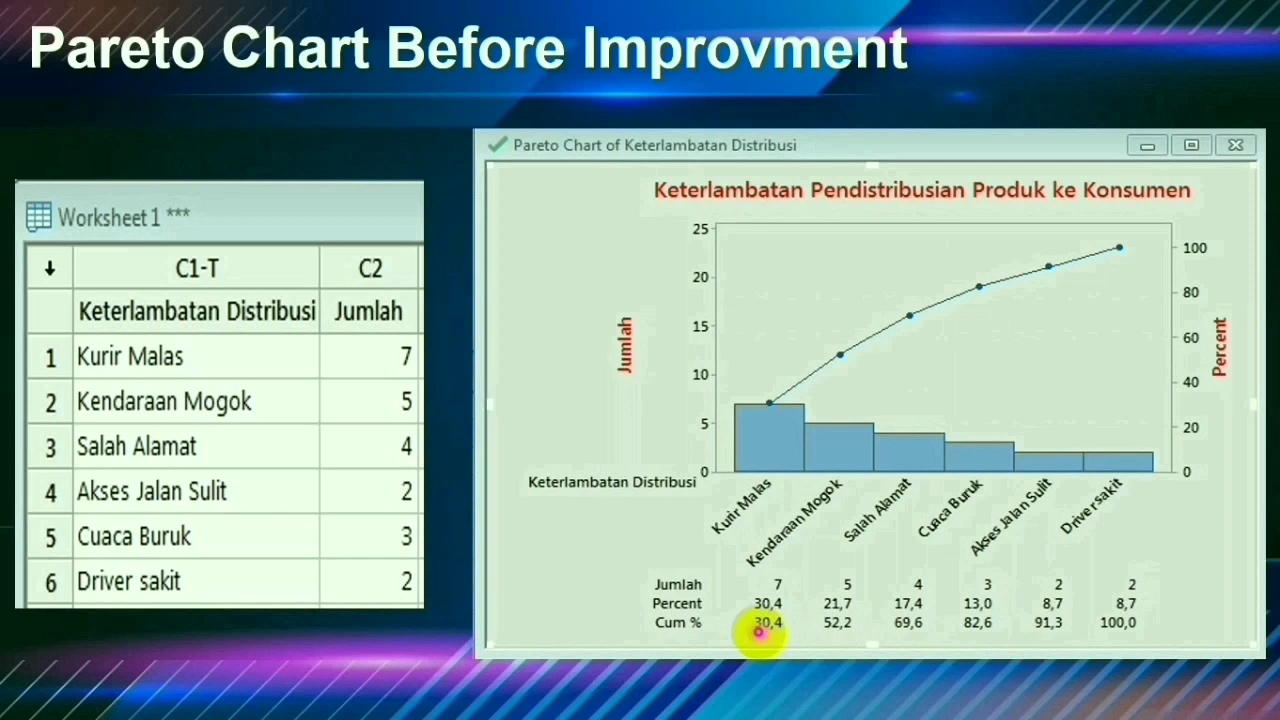 Pareto Chart Before Improvment
Worksheet 1 ***
C1-T C2
Keterlambatan Distribusi Jumlah
1 Kurir Malas 7
2 Kendaraan Mogok 5
3 Salah Alamat 4
4 Akses Jalan Sulit 2
5 Cuaca Buruk 3
6 Driver sakit 2
Pareto Chart of Keterlambatan Distribusi
Keterlambatan Pendistribusian Produk ke Konsumen
25
20
15
10
5
0
Jumlah
100
80
60
40
20
0
Percent
Keterlambatan Distribusi
Kurir Malas
Kendaraan Mogok
Salah Alamat
Cuaca Buruk
Akses Jalan Sulit
Driver sakit
Jumlah 7 5 4 3 2 2
Percent 30,4 21,7 17,4 13,0 8,7 8,7
Cum % 30,4 52,2 69,6 82,6 91,3 100,0